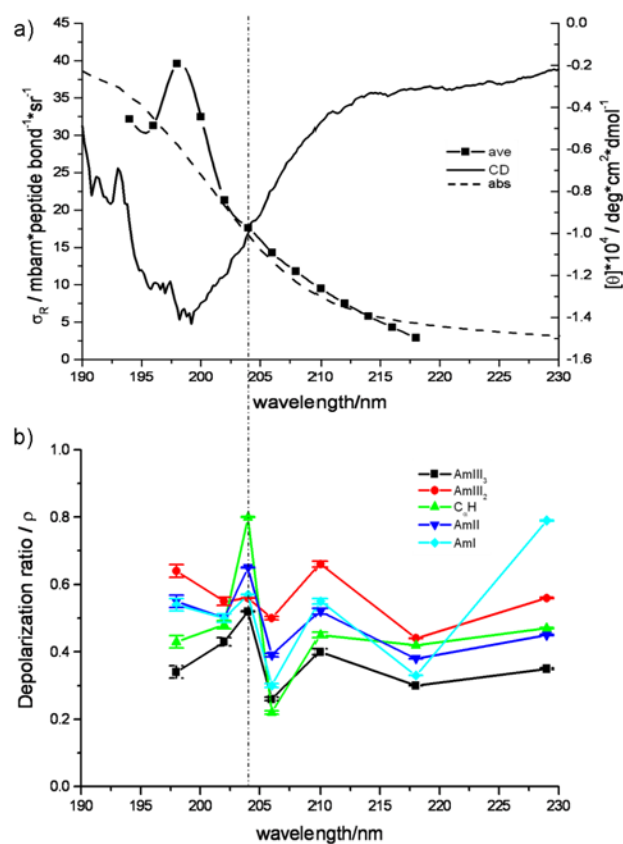 a)
40
35
30
25
20
15
10
5
0
σR / mbarn*peptide bond⁻¹*sr⁻¹
0.0
-0.2
-0.4
-0.6
-0.8
-1.0
-1.2
-1.4
-1.6
[θ]*10⁴ / deg*cm²*dmol⁻¹
ave
CD
abs
190 195 200 205 210 215 220 225 230
wavelength/nm
b)
1.0
0.8
0.6
0.4
0.2
0.0
Depolarization ratio / ρ
AmIII₃
AmIII₂
CαH
AmII
AmI
190 195 200 205 210 215 220 225 230
wavelength/nm